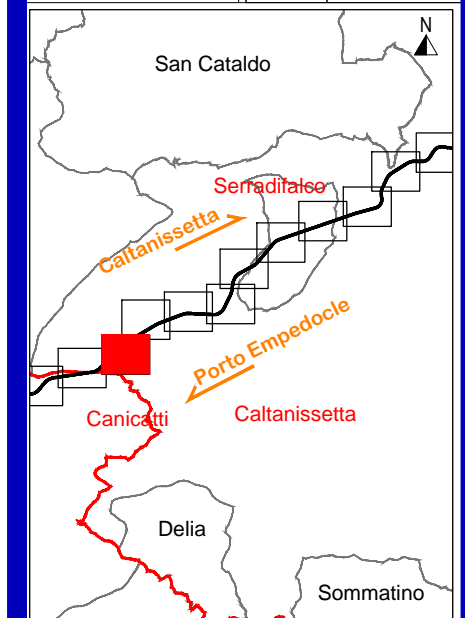 N
San Cataldo
Serradifalco
Caltanissetta
Porto Empedocle
Canicatti
Caltanissetta
Delia
Sommatino